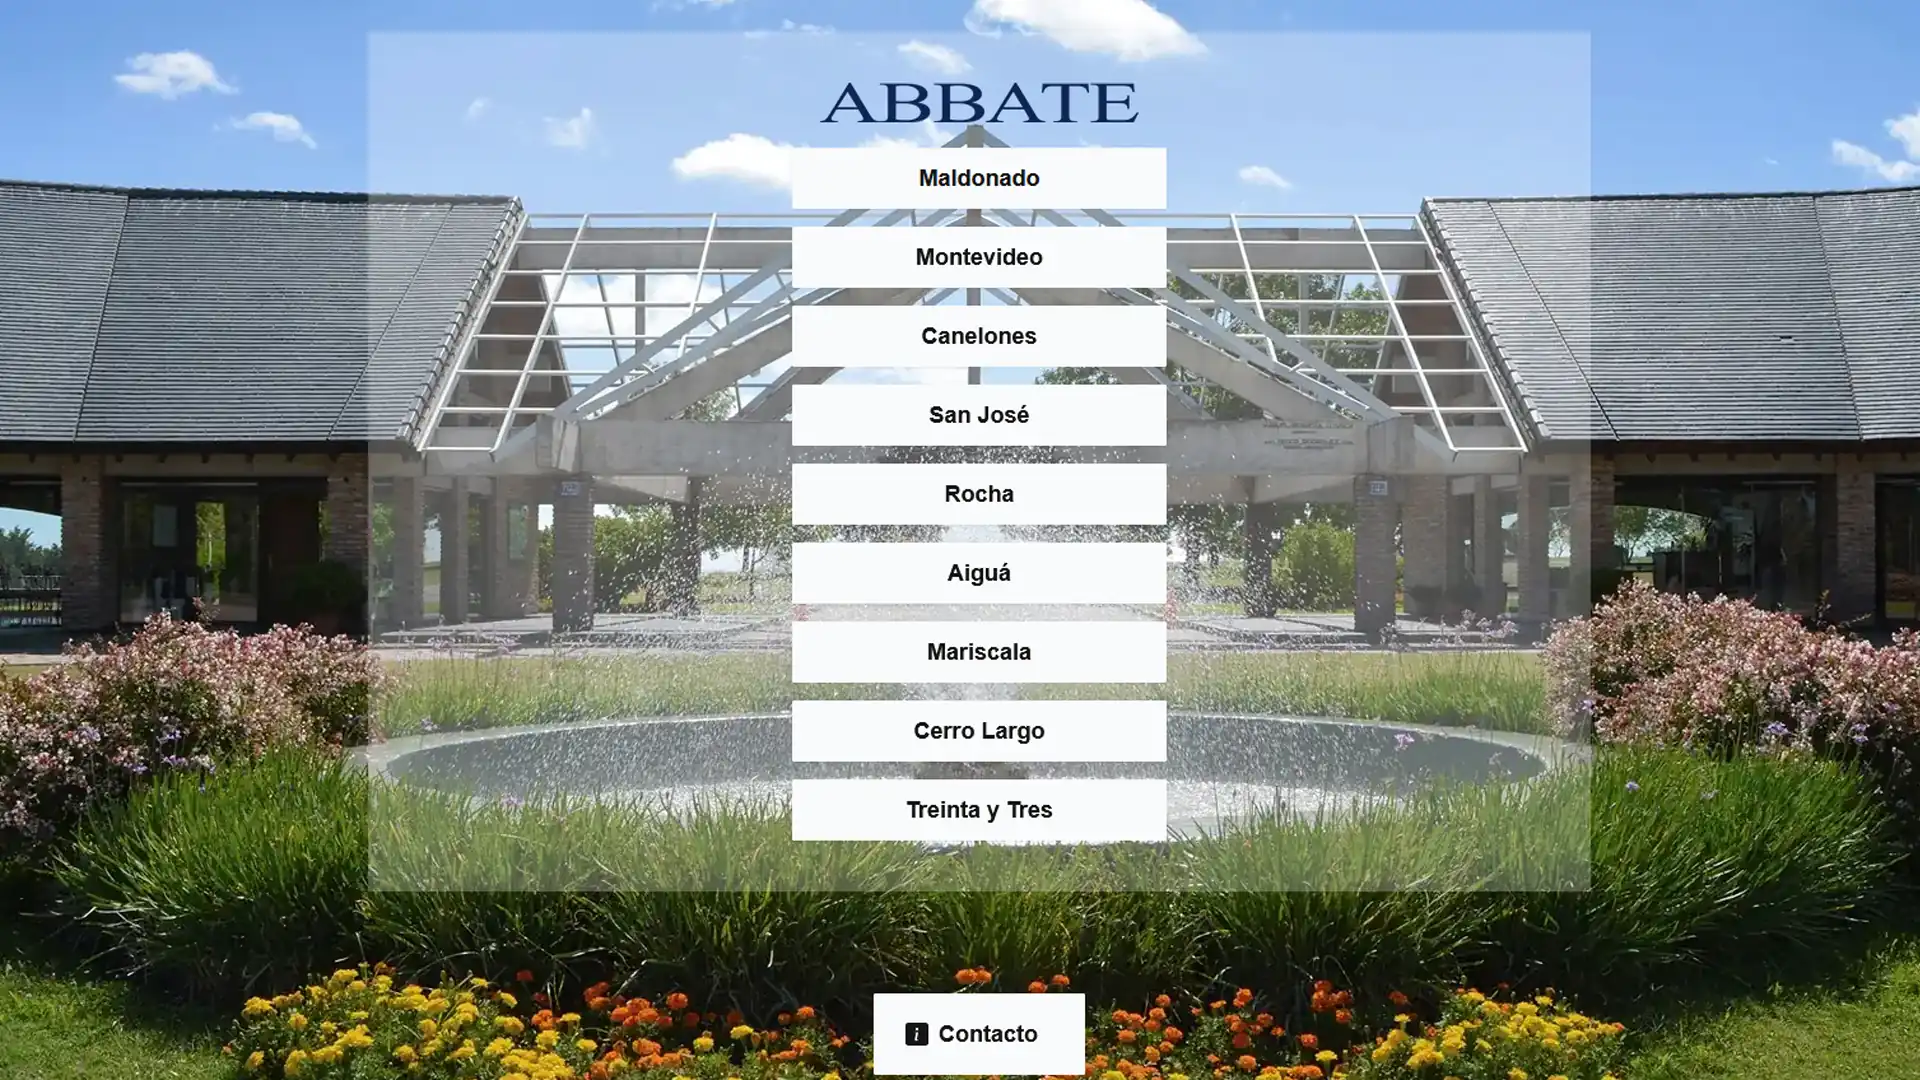 ABBATE
Maldonado
Montevideo
Canelones
San José
Rocha
Aiguá
Mariscala
Cerro Largo
Treinta y Tres
i Contacto